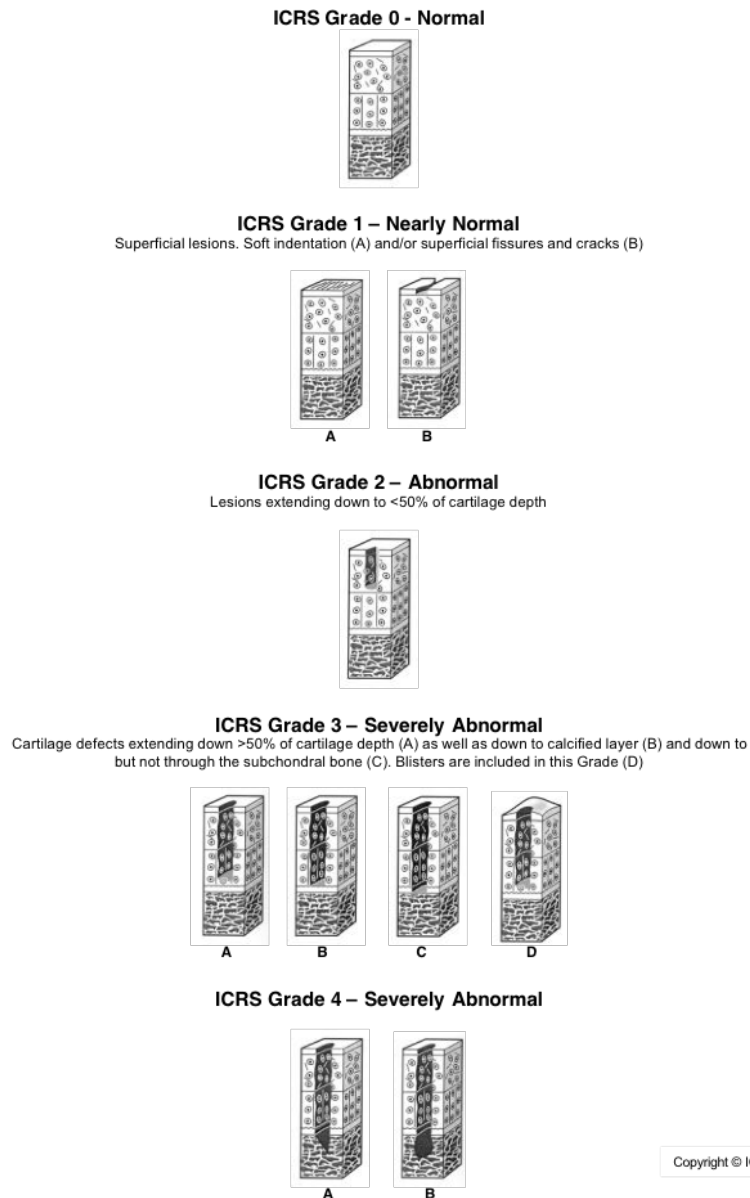 ICRS Grade 0 - Normal
ICRS Grade 1 – Nearly Normal
Superficial lesions. Soft indentation (A) and/or superficial fissures and cracks (B)
A B
ICRS Grade 2 – Abnormal
Lesions extending down to <50% of cartilage depth
ICRS Grade 3 – Severely Abnormal
Cartilage defects extending down >50% of cartilage depth (A) as well as down to calcified layer (B) and down to
but not through the subchondral bone (C). Blisters are included in this Grade (D)
A B C D
ICRS Grade 4 – Severely Abnormal
Copyright ©
A B